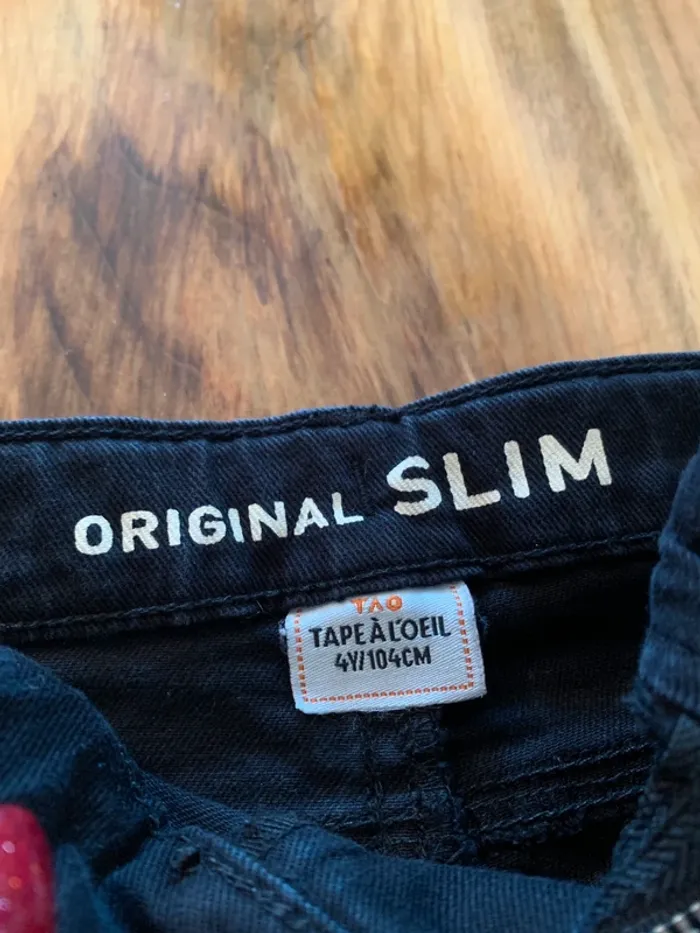 ORIGINAL SLIM
TAO
TAPE À L'OEIL
4Y/104CM